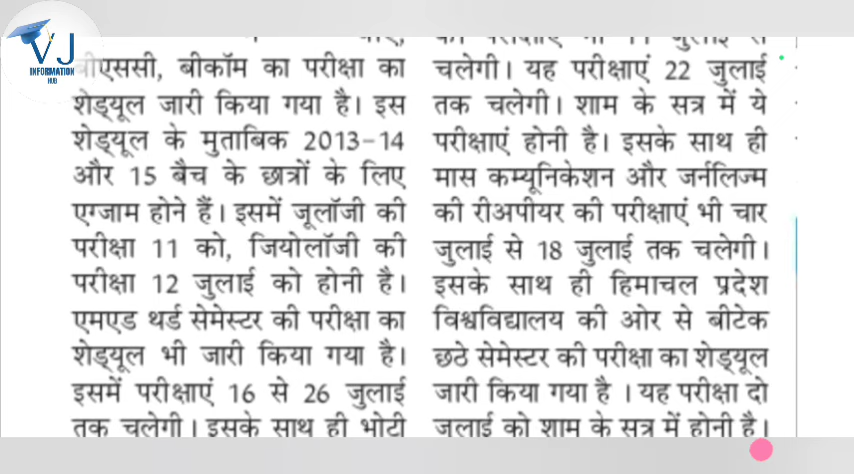 VJ
INFORMATION
HUB
बीएससी, बीकॉम का परीक्षा का
शेड्यूल जारी किया गया है। इस
शेड्यूल के मुताबिक 2013-14
और 15 बैच के छात्रों के लिए
एग्जाम होने हैं। इसमें जूलॉजी की
परीक्षा 11 को, जियोलॉजी की
परीक्षा 12 जुलाई को होनी है।
एमएड थर्ड सेमेस्टर की परीक्षा का
शेड्यूल भी जारी किया गया है।
इसमें परीक्षाएं 16 से 26 जुलाई
तक चलेगी। इसके साथ ही भोटी
चलेगी। यह परीक्षाएं 22 जुलाई
तक चलेगी। शाम के सत्र में ये
परीक्षाएं होनी है। इसके साथ ही
मास कम्यूनिकेशन और जर्नलिज्म
की रीअपीयर की परीक्षाएं भी चार
जुलाई से 18 जुलाई तक चलेगी।
इसके साथ ही हिमाचल प्रदेश
विश्वविद्यालय की ओर से बीटेक
छठे सेमेस्टर की परीक्षा का शेड्यूल
जारी किया गया है । यह परीक्षा दो
जुलाई को शाम के सत्र में होनी है।